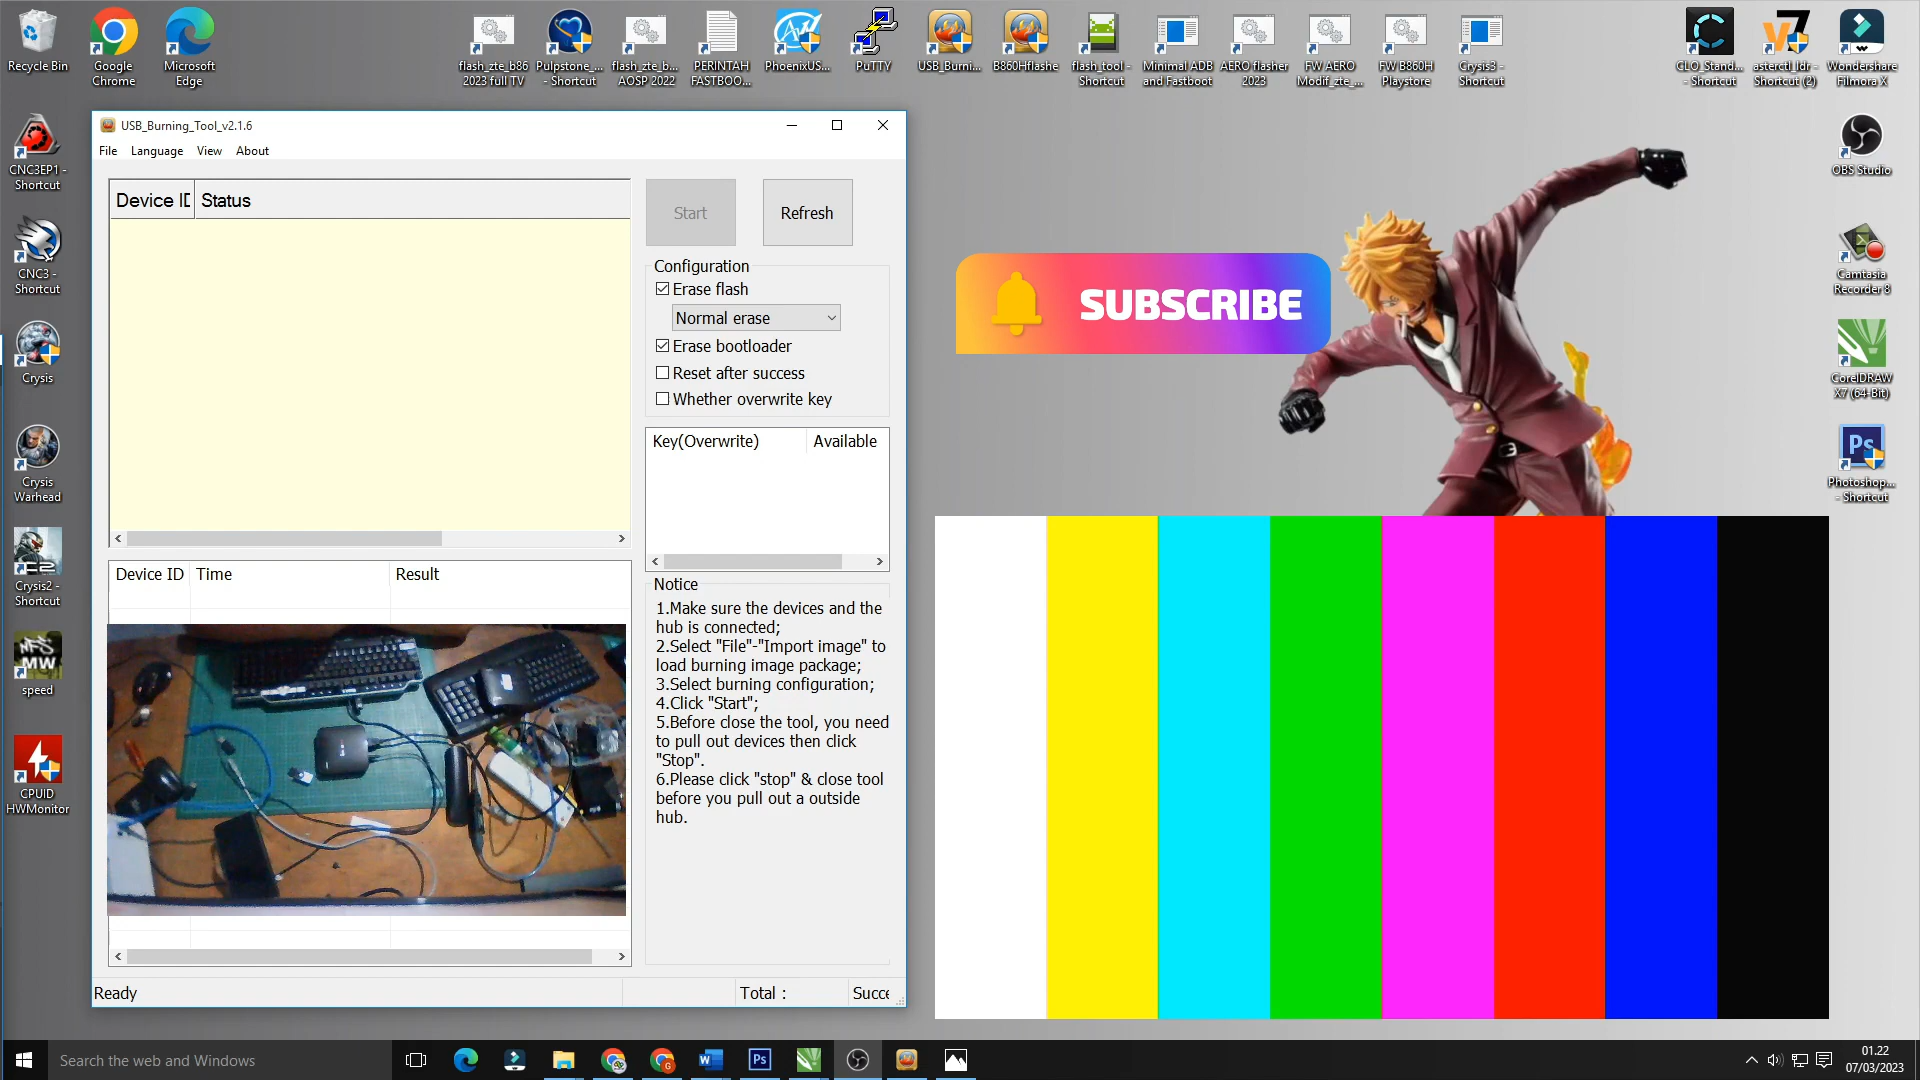 Recycle Bin
Google
Chrome
Microsoft
Edge
flash_zte_b86
2023 full TV
Pulpstone_...
- Shortcut
flash_zte_b...
AOSP 2022
PERINTAH
FASTBOO...
PhoenixUS...
PuTTY
USB_Burni...
B860Hflashe
flash_tool -
Shortcut
Minimal ADB
and Fastboot
AERO flasher
2023
FW AERO
Modif_zte_...
FW B860H
Playstore
Crysis3 -
Shortcut
CLO_Stand...
- Shortcut
asterctl_ldr -
Shortcut (2)
Wondershare
Filmora X
CNC3EP1 -
Shortcut
CNC3 -
Shortcut
Crysis
Crysis
Warhead
Crysis2 -
Shortcut
NFS
MW
speed
CPUID
HWMonitor
OBS Studio
Camtasia
Recorder 8
CorelDRAW
X7 (64-Bit)
Ps
Photoshop...
- Shortcut
USB_Burning_Tool_v2.1.6
File Language View About
Device ID Status
Start Refresh
Configuration
Erase flash
Normal erase
Erase bootloader
Reset after success
Whether overwrite key
Key(Overwrite) Available
Device ID Time Result
Notice
1.Make sure the devices and the
hub is connected;
2.Select "File"-"Import image" to
load burning image package;
3.Select burning configuration;
4.Click "Start";
5.Before close the tool, you need
to pull out devices then click
"Stop".
6.Please click "stop" & close tool
before you pull out a outside
hub.
Ready Total : Succe
SUBSCRIBE
Search the web and Windows
01.22
07/03/2023